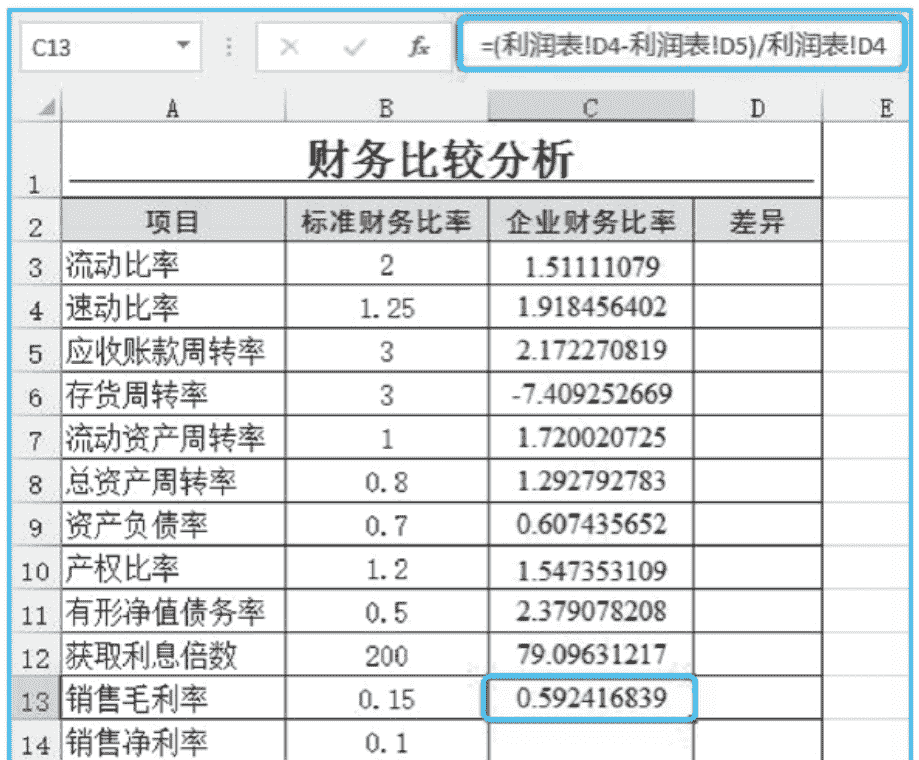 C13 fx =(利润表!D4-利润表!D5)/利润表!D4
A B C D E
1 财务比较分析
2 项目 标准财务比率 企业财务比率 差异
3 流动比率 2 1.51111079
4 速动比率 1.25 1.918456402
5 应收账款周转率 3 2.172270819
6 存货周转率 3 -7.409252669
7 流动资产周转率 1 1.720020725
8 总资产周转率 0.8 1.292792783
9 资产负债率 0.7 0.607435652
10 产权比率 1.2 1.547353109
11 有形净值债务率 0.5 2.379078208
12 获取利息倍数 200 79.09631217
13 销售毛利率 0.15 0.592416839
14 销售净利率 0.1